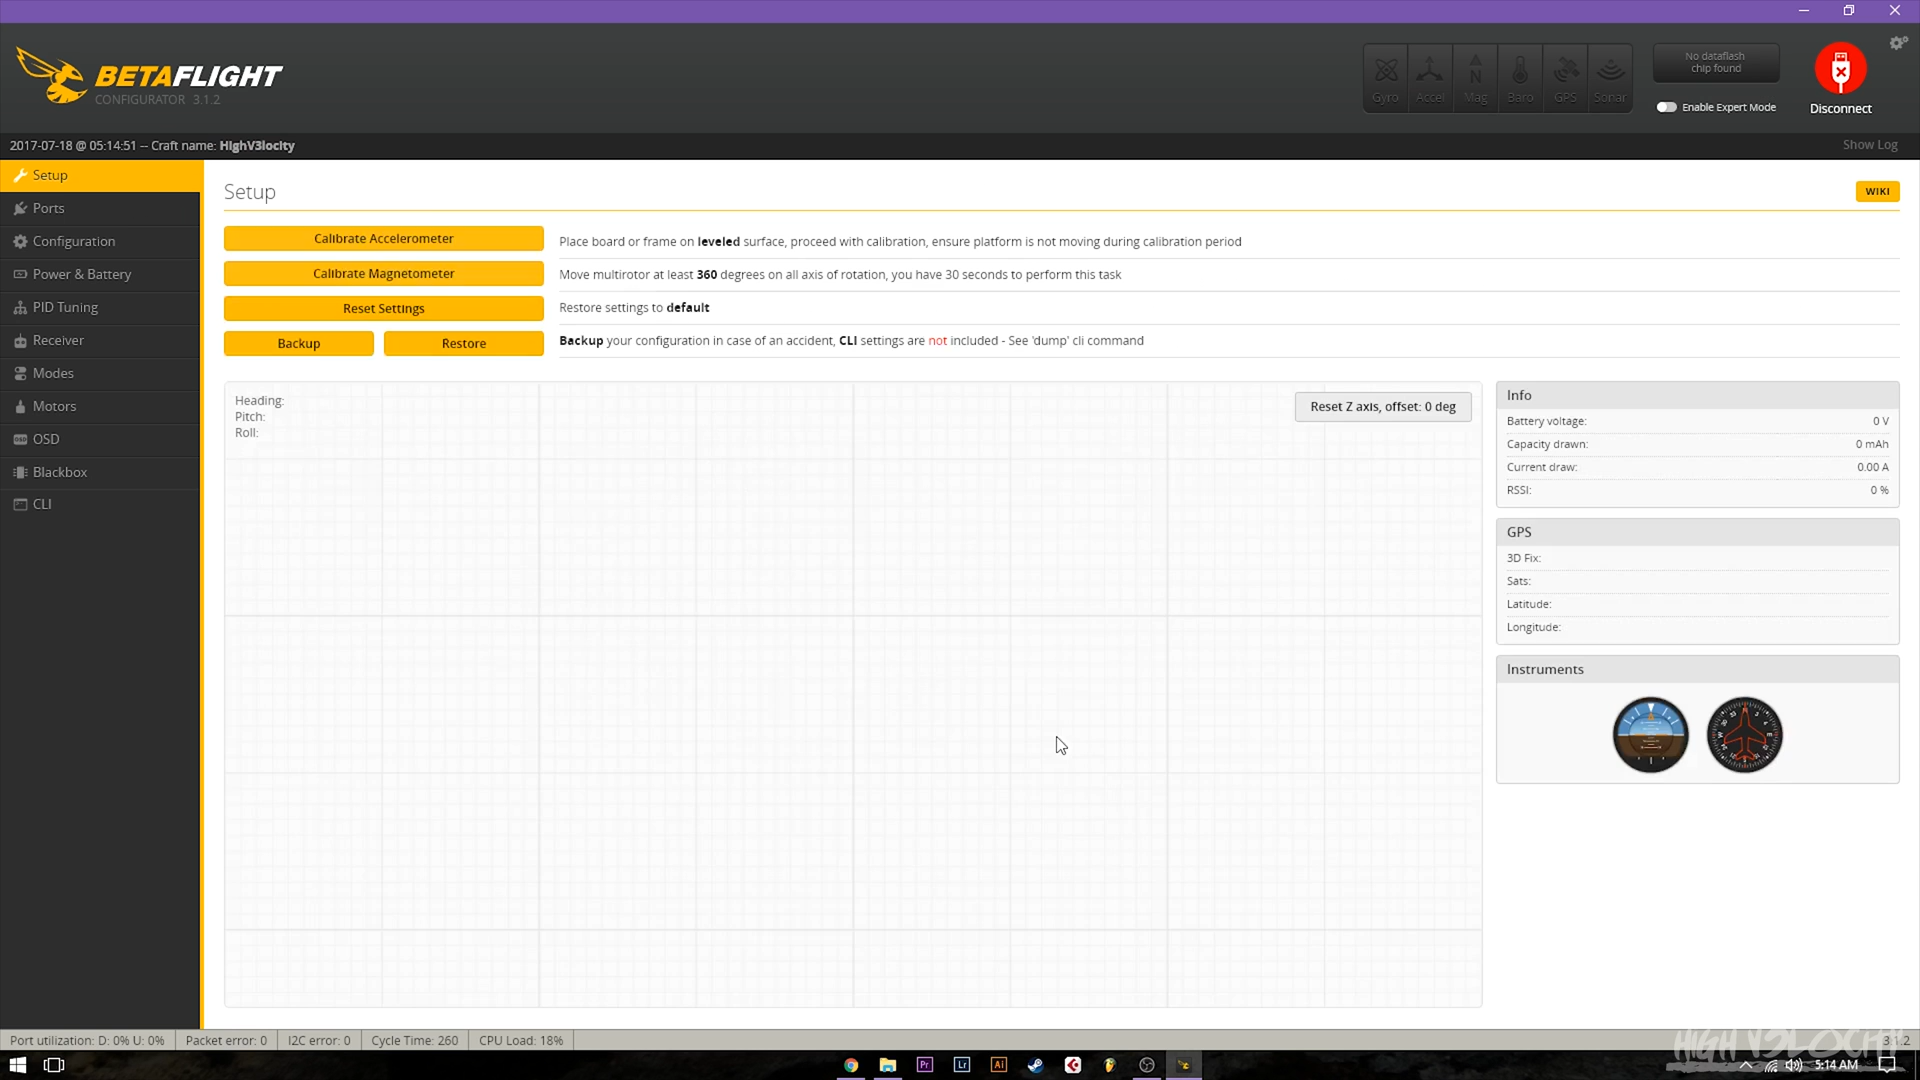 BETAFLIGHT
CONFIGURATOR 3.1.2
Gyro
Accel
Mag
Baro
GPS
Sonar
No dataflash
chip found
Enable Expert Mode
Disconnect
2017-07-18 @ 05:14:51 -- Craft name: HighV3locity
Show Log
Setup
Ports
Configuration
Power & Battery
PID Tuning
Receiver
Modes
Motors
OSD
Blackbox
CLI
Setup
WIKI
Calibrate Accelerometer
Place board or frame on leveled surface, proceed with calibration, ensure platform is not moving during calibration period
Calibrate Magnetometer
Move multirotor at least 360 degrees on all axis of rotation, you have 30 seconds to perform this task
Reset Settings
Restore settings to default
Backup
Restore
Backup your configuration in case of an accident, CLI settings are not included - See 'dump' cli command
Heading:
Pitch:
Roll:
Reset Z axis, offset: 0 deg
Info
Battery voltage: 0 V
Capacity drawn: 0 mAh
Current draw: 0.00 A
RSSI: 0 %
GPS
3D Fix:
Sats:
Latitude:
Longitude:
Instruments
Port utilization: D: 0% U: 0%
Packet error: 0
I2C error: 0
Cycle Time: 260
CPU Load: 18%
3.1.2
HIGH V3LOCITY
Pr
Lr
Ai
5:14 AM